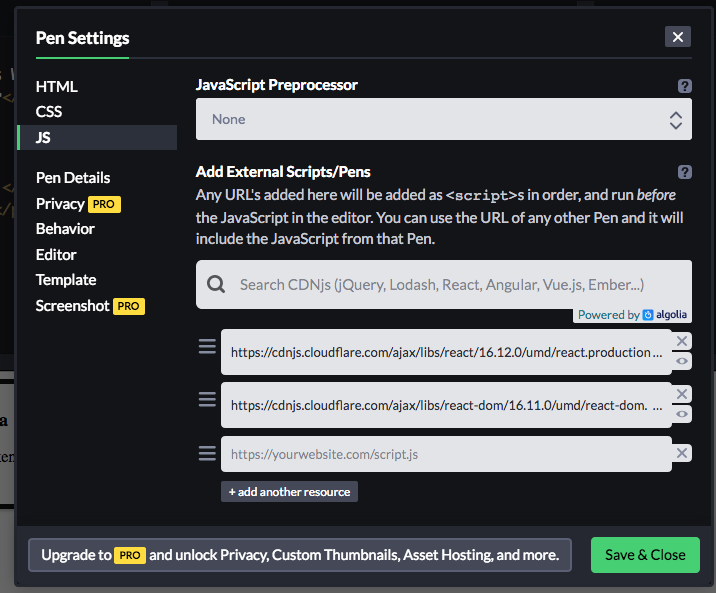 Pen Settings
HTML
CSS
JS
Pen Details
Privacy PRO
Behavior
Editor
Template
Screenshot PRO
JavaScript Preprocessor
?
None
Add External Scripts/Pens
?
Any URL's added here will be added as <script>s in order, and run before
the JavaScript in the editor. You can use the URL of any other Pen and it will
include the JavaScript from that Pen.
Search CDNjs (jQuery, Lodash, React, Angular, Vue.js, Ember...)
Powered by algolia
https://cdnjs.cloudflare.com/ajax/libs/react/16.12.0/umd/react.production ...
https://cdnjs.cloudflare.com/ajax/libs/react-dom/16.11.0/umd/react-dom. ...
https://yourwebsite.com/script.js
+ add another resource
Upgrade to PRO and unlock Privacy, Custom Thumbnails, Asset Hosting, and more.
Save & Close